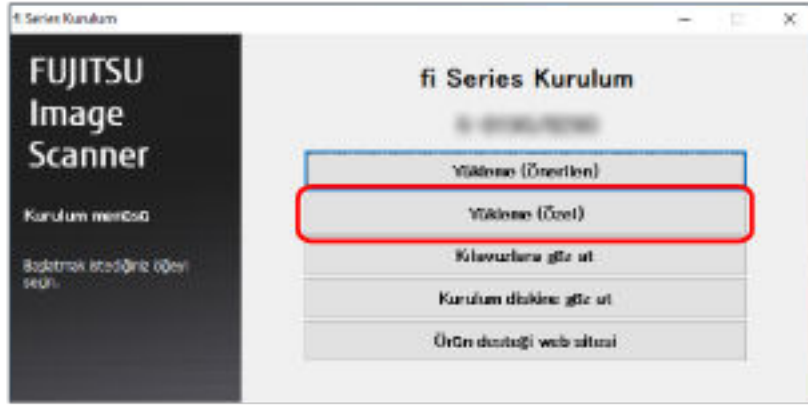 fi Series Kurulum
FUJITSU
Image
Scanner
Kurulum menüsü
Başlatmak istediğiniz öğeyi
seçin.
fi Series Kurulum
Yükleme (Önerilen)
Yükleme (Özel)
Kılavuzlara göz at
Kurulum diskine göz at
Ürün desteği web sitesi